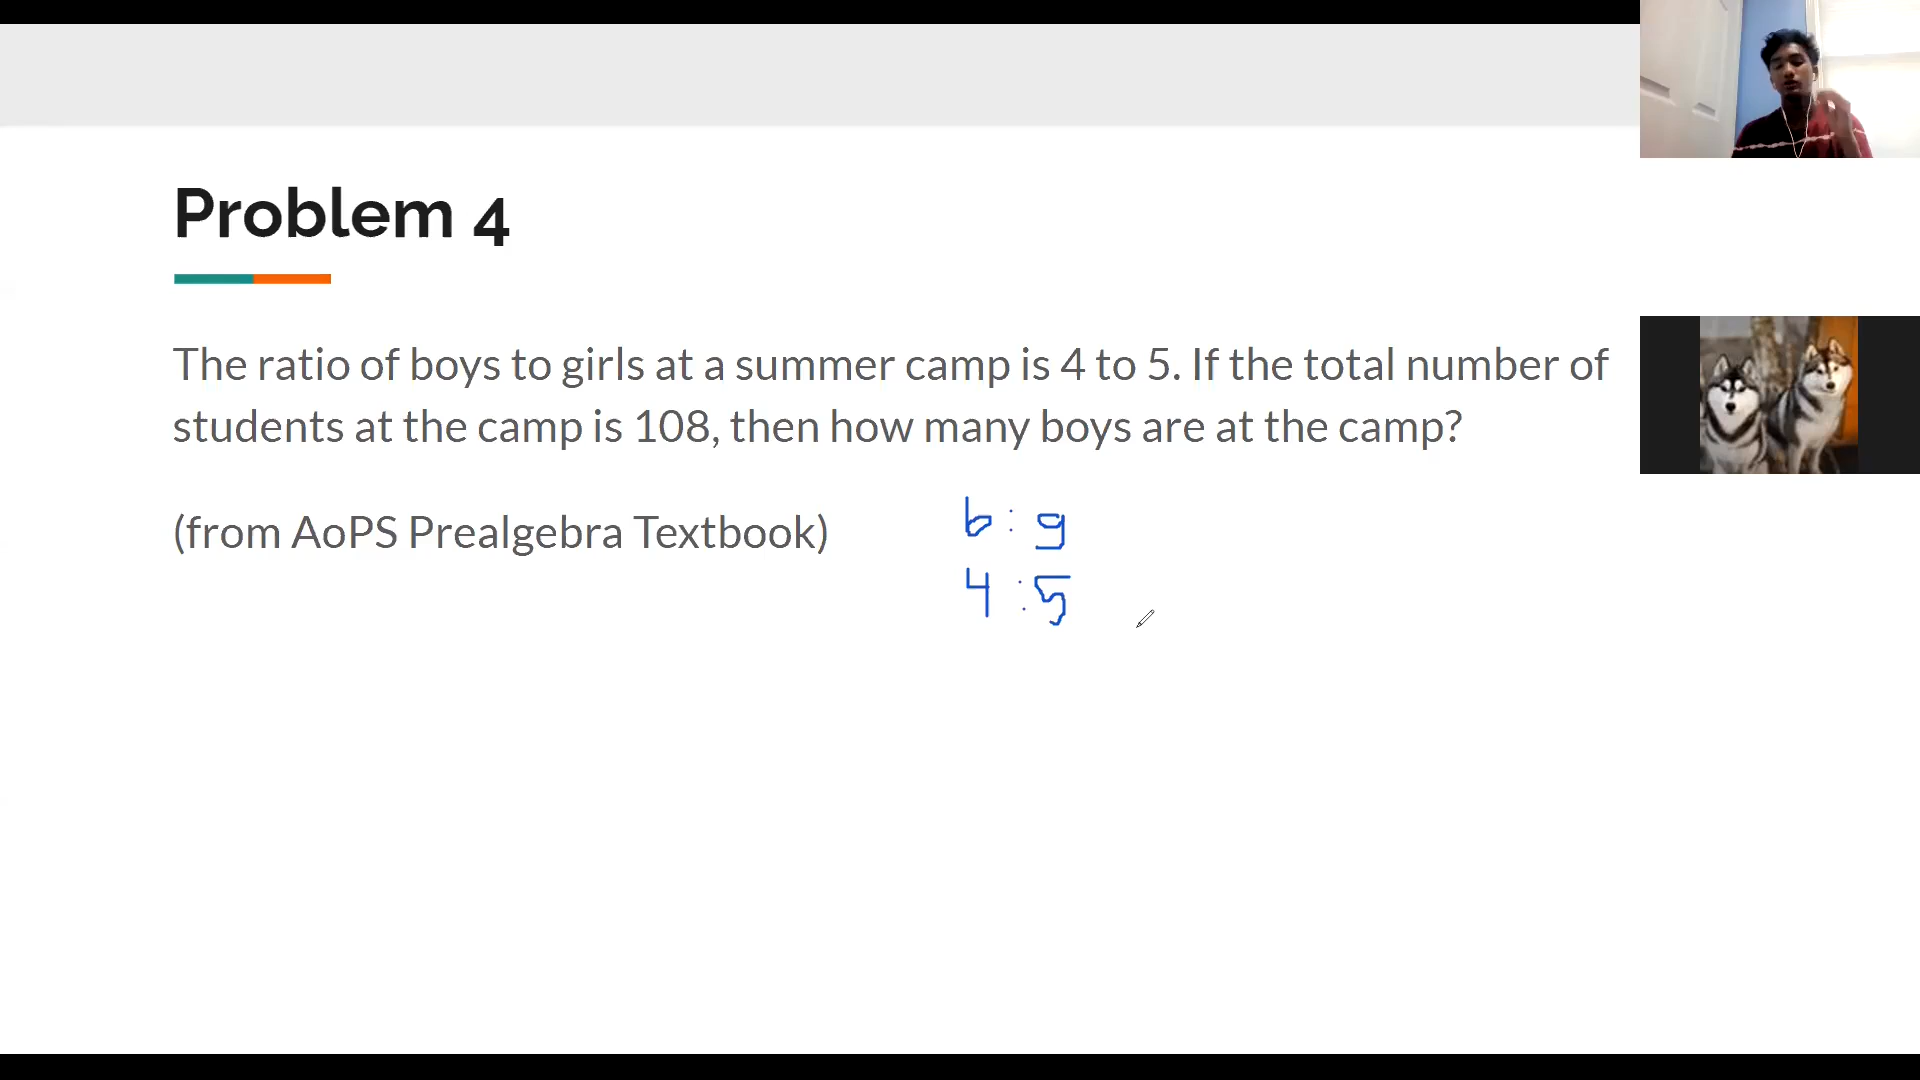 Problem 4
The ratio of boys to girls at a summer camp is 4 to 5. If the total number of
students at the camp is 108, then how many boys are at the camp?
(from AoPS Prealgebra Textbook)
b : g
4 : 5